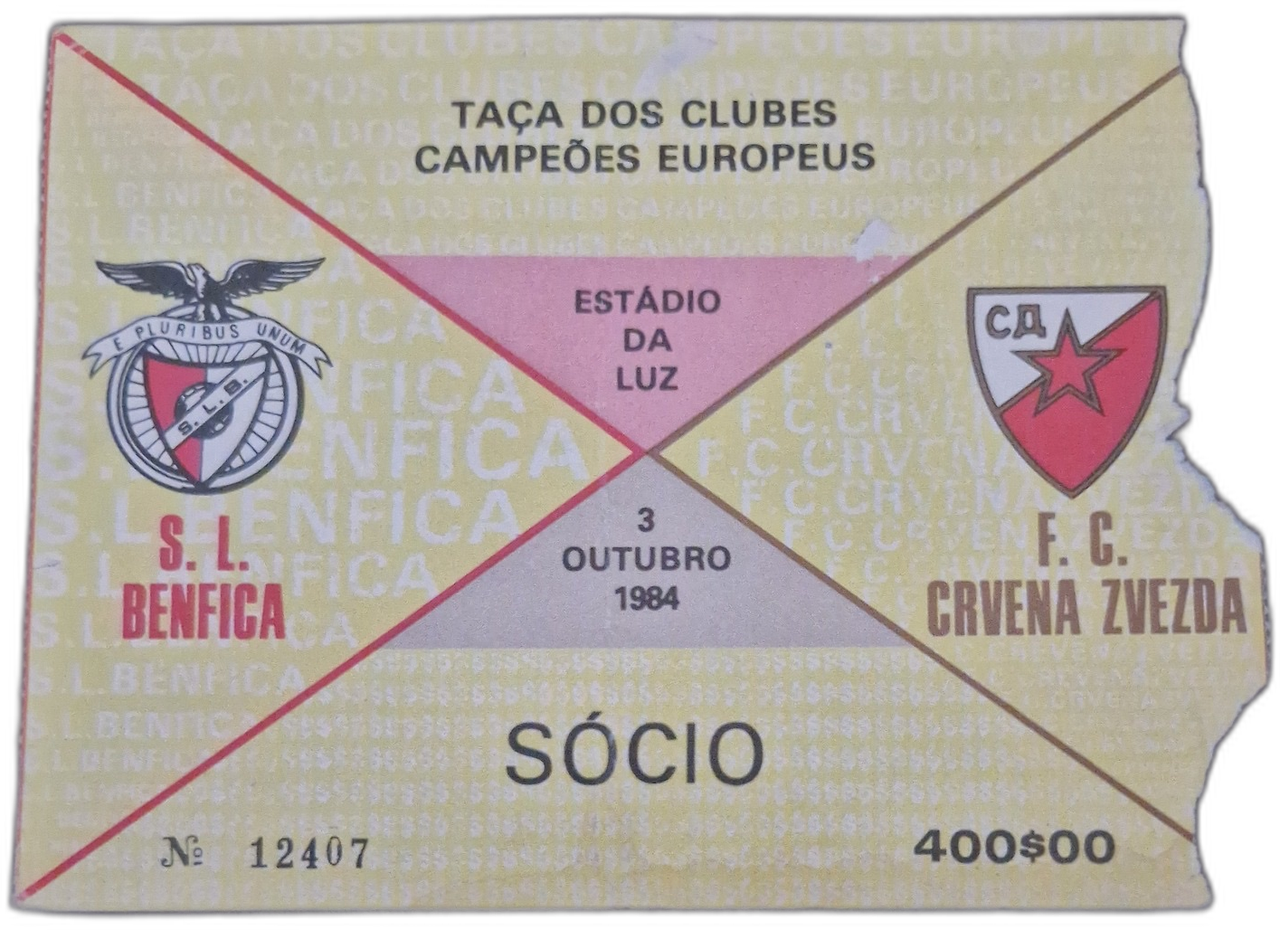 TAÇA DOS CLUBES
CAMPEÕES EUROPEUS
ESTÁDIO
DA
LUZ
E PLURIBUS UNUM
S.L.B.
СД
3
OUTUBRO
1984
S. L.
BENFICA
F. C.
CRVENA ZVEZDA
SÓCIO
№ 12407
400$00